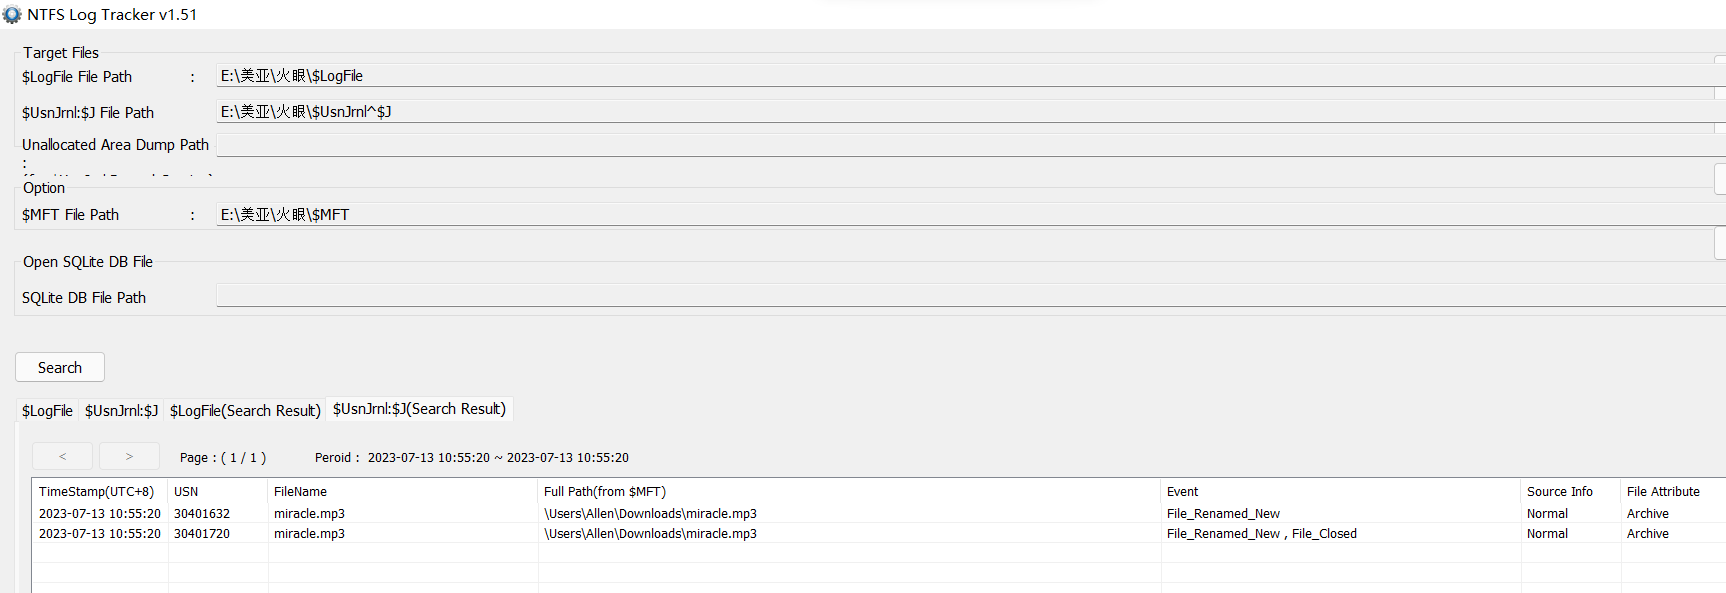 NTFS Log Tracker v1.51
Target Files
$LogFile File Path : E:\美亚\火眼\$LogFile
$UsnJrnl:$J File Path : E:\美亚\火眼\$UsnJrnl^$J
Unallocated Area Dump Path
:
Option
$MFT File Path : E:\美亚\火眼\$MFT
Open SQLite DB File
SQLite DB File Path
Search
$LogFile $UsnJrnl:$J $LogFile(Search Result) $UsnJrnl:$J(Search Result)
< > Page : ( 1 / 1 ) Peroid : 2023-07-13 10:55:20 ~ 2023-07-13 10:55:20
TimeStamp(UTC+8) USN FileName Full Path(from $MFT) Event Source Info File Attribute
2023-07-13 10:55:20 30401632 miracle.mp3 \Users\Allen\Downloads\miracle.mp3 File_Renamed_New Normal Archive
2023-07-13 10:55:20 30401720 miracle.mp3 \Users\Allen\Downloads\miracle.mp3 File_Renamed_New , File_Closed Normal Archive